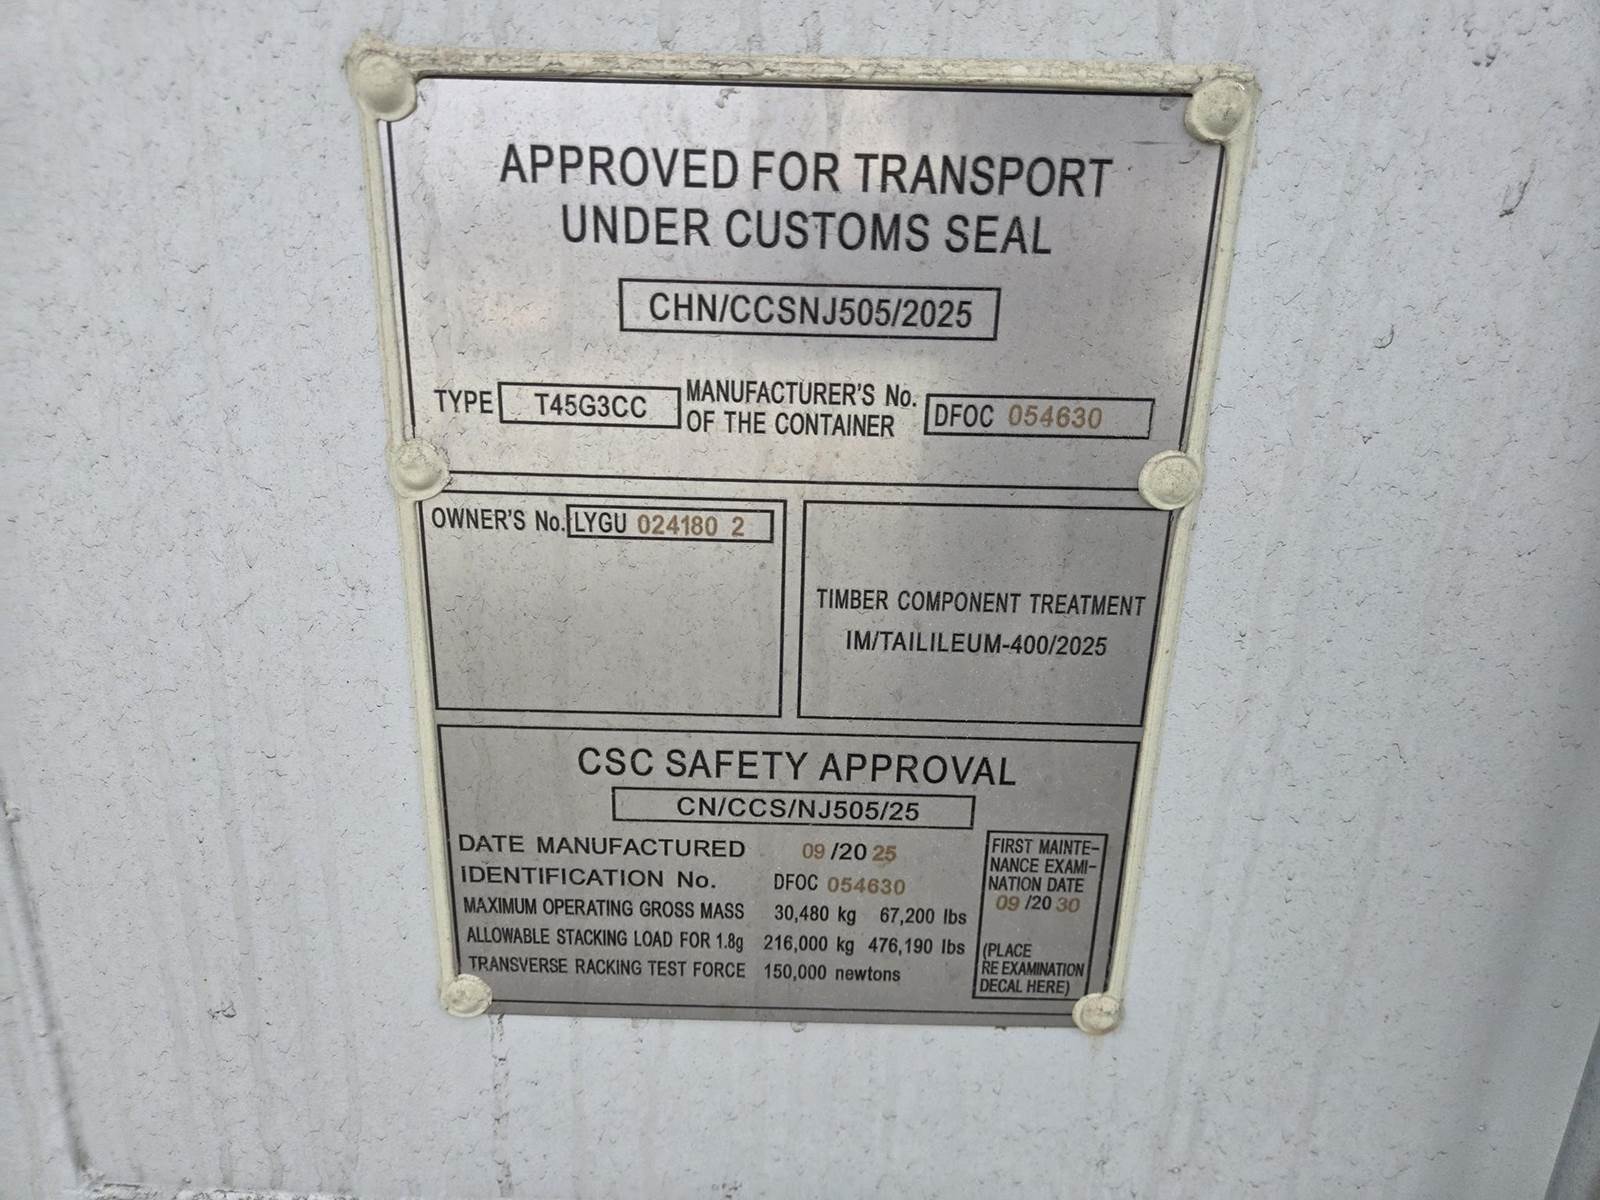 APPROVED FOR TRANSPORT
UNDER CUSTOMS SEAL
CHN/CCSNJ505/2025
TYPE T45G3CC MANUFACTURER'S No. OF THE CONTAINER DFOC 054630
OWNER'S No. LYGU 024180 2
TIMBER COMPONENT TREATMENT
IM/TAILILEUM-400/2025
CSC SAFETY APPROVAL
CN/CCS/NJ505/25
DATE MANUFACTURED 09/2025
IDENTIFICATION No. DFOC 054630
MAXIMUM OPERATING GROSS MASS 30,480 kg 67,200 lbs
ALLOWABLE STACKING LOAD FOR 1.8g 216,000 kg 476,190 lbs
TRANSVERSE RACKING TEST FORCE 150,000 newtons
FIRST MAINTE-
NANCE EXAMI-
NATION DATE
09/2030
(PLACE
RE EXAMINATION
DECAL HERE)